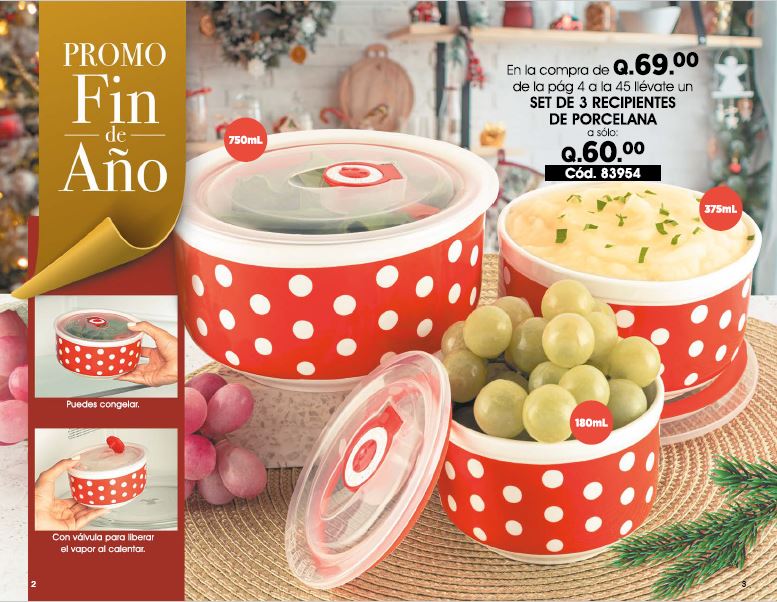 PROMO
Fin
de
Año
750mL
En la compra de Q.69.00
de la pág 4 a la 45 llévate un
SET DE 3 RECIPIENTES
DE PORCELANA
a sólo:
Q.60.00
Cód. 83954
375mL
180mL
Puedes congelar.
Con válvula para liberar
el vapor al calentar.
2
3